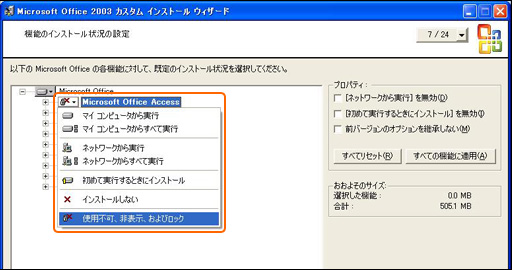 Microsoft Office 2003 カスタム インストール ウィザード
機能のインストール状況の設定
7 / 24
以下の Microsoft Office の各機能に対して、既定のインストール状況を選択してください。
Microsoft Office
Microsoft Office Access
マイ コンピュータから実行
マイ コンピュータからすべて実行
ネットワークから実行
ネットワークからすべて実行
初めて実行するときにインストール
インストールしない
使用不可、非表示、およびロック
プロパティ:
[ネットワークから実行] を無効(D)
[初めて実行するときにインストール] を無効(I)
前バージョンのオプションを継承しない(M)
すべてリセット(R)
すべての機能に適用(A)
おおよそのサイズ:
選択した機能: 0.0 MB
合計: 505.1 MB